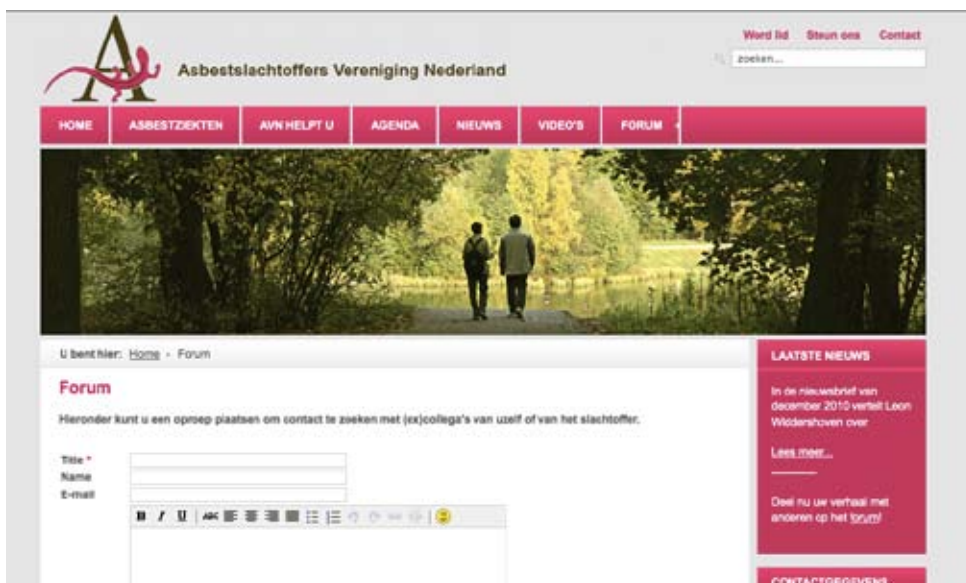 Word lid Steun ons Contact
zoeken...
Asbestslachtoffers Vereniging Nederland
HOME ASBESTZIEKTEN AVN HELPT U AGENDA NIEUWS VIDEO'S FORUM
U bent hier: Home Forum
Forum
Hieronder kunt u een oproep plaatsen om contact te zoeken met (ex)collega's van uzelf of van het slachtoffer.
Title *
Name
E-mail
B I U ABC
LAATSTE NIEUWS
In de nieuwsbrief van
december 2010 vertelt Leon
Widdershoven over
Lees meer...
Deel nu uw verhaal met
anderen op het forum!
CONTACTGEGEVENS